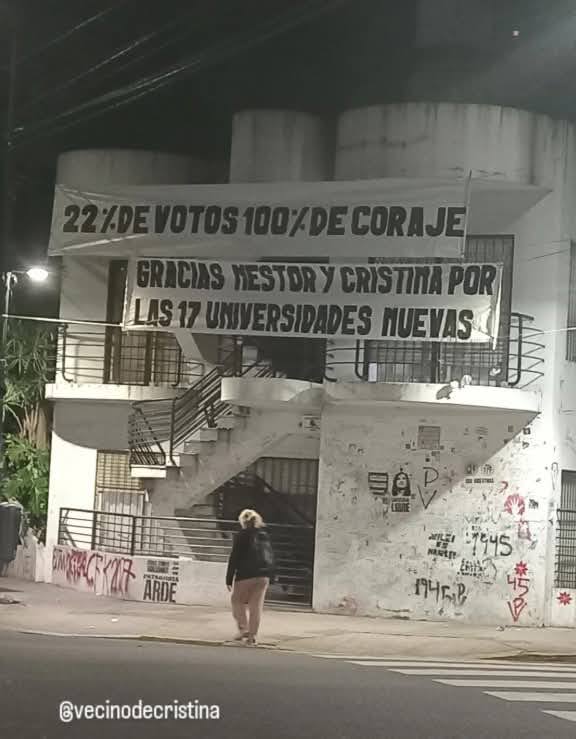 22% DE VOTOS 100% DE CORAJE
GRACIAS NESTOR Y CRISTINA POR
LAS 17 UNIVERSIDADES NUEVAS
1945
1945
45
CFK
ARDE
@vecinodecristina